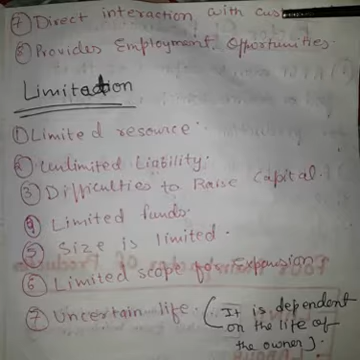 ⑦ Direct interaction with cus
⑧ Provides Employment Opportunities.
Limitation
① Limited resource.
② Unlimited Liability.
③ Difficulties to Raise Capital.
④ Limited funds.
⑤ Size is limited.
⑥ Limited scope for Expansion
⑦ Uncertain life. (It is dependent
on the life of
the owner).